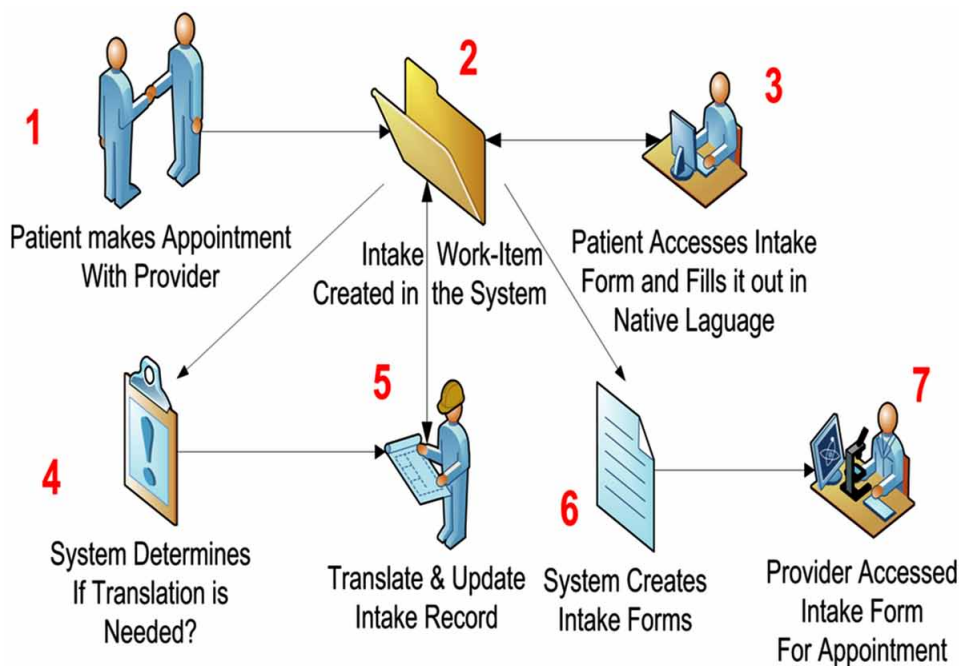 1
Patient makes Appointment
With Provider
2
Intake Work-Item
Created in the System
3
Patient Accesses Intake
Form and Fills it out in
Native Laguage
4
System Determines
If Translation is
Needed?
5
Translate & Update
Intake Record
6
System Creates
Intake Forms
7
Provider Accessed
Intake Form
For Appointment